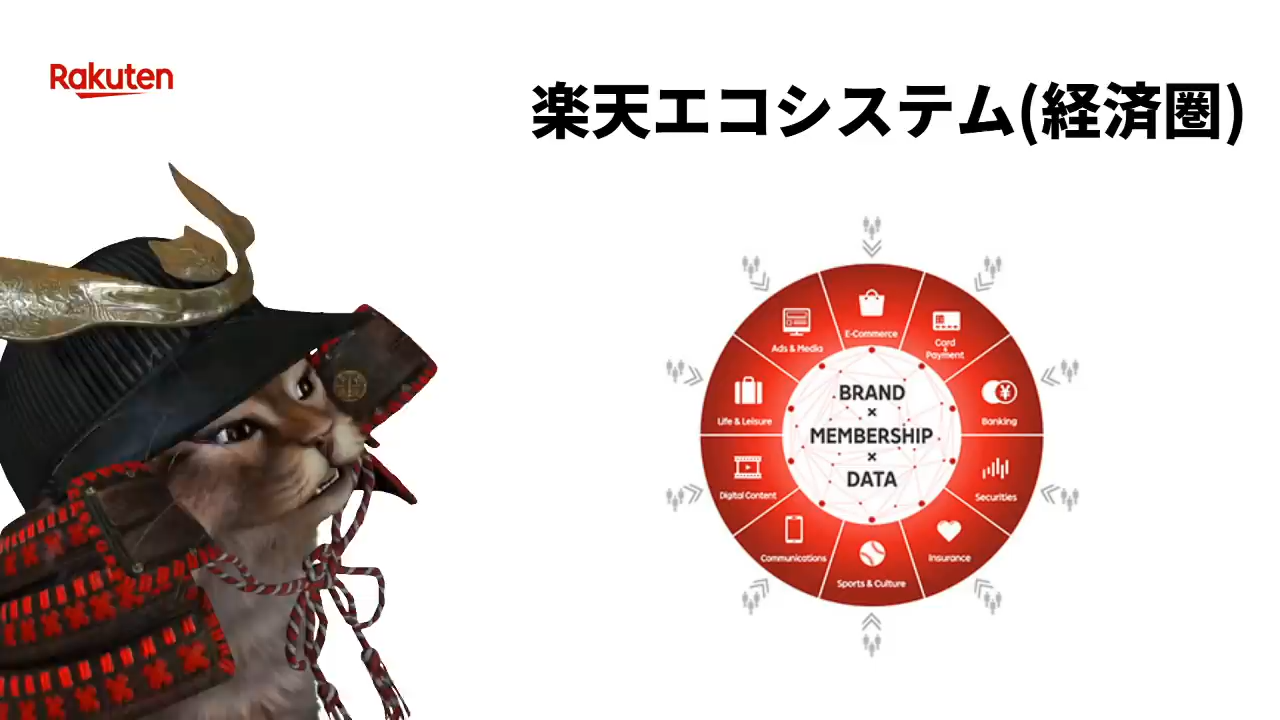 Rakuten
楽天エコシステム(経済圏)
E-Commerce
Card
&
Payment
Banking
Securities
Insurance
Sports & Culture
Communications
Digital Content
Life & Leisure
Ads & Media
BRAND
×
MEMBERSHIP
×
DATA